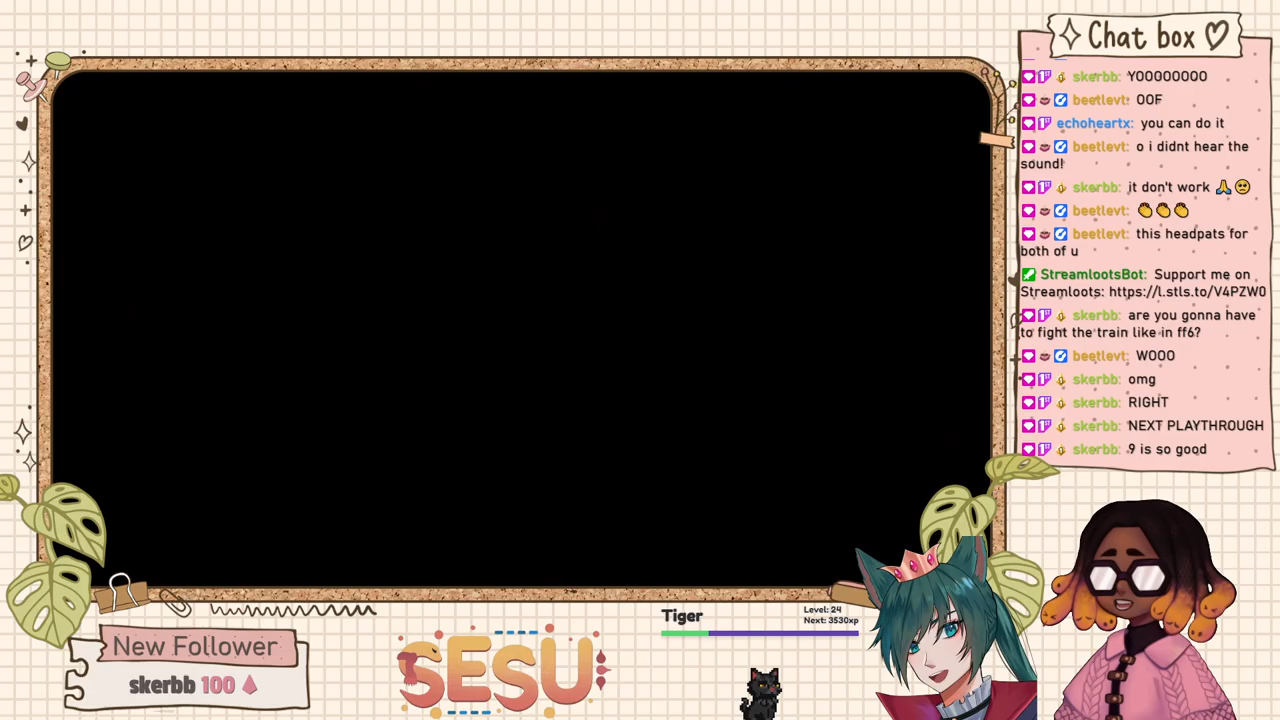 Chat box
skerbb: YOOOOOOOO
beetlevt: OOF
echoheartx: you can do it
beetlevt: o i didnt hear the
sound!
skerbb: it don't work 🙏🥺
beetlevt: 👏👏👏
beetlevt: this headpats for
both of u
StreamlootsBot: Support me on
Streamloots: https://l.stls.to/V4PZW0
skerbb: are you gonna have
to fight the train like in ff6?
beetlevt: WOOO
skerbb: omg
skerbb: RIGHT
skerbb: NEXT PLAYTHROUGH
skerbb: 9 is so good
New Follower
skerbb 100
SESU
Tiger
Level: 24
Next: 3530xp